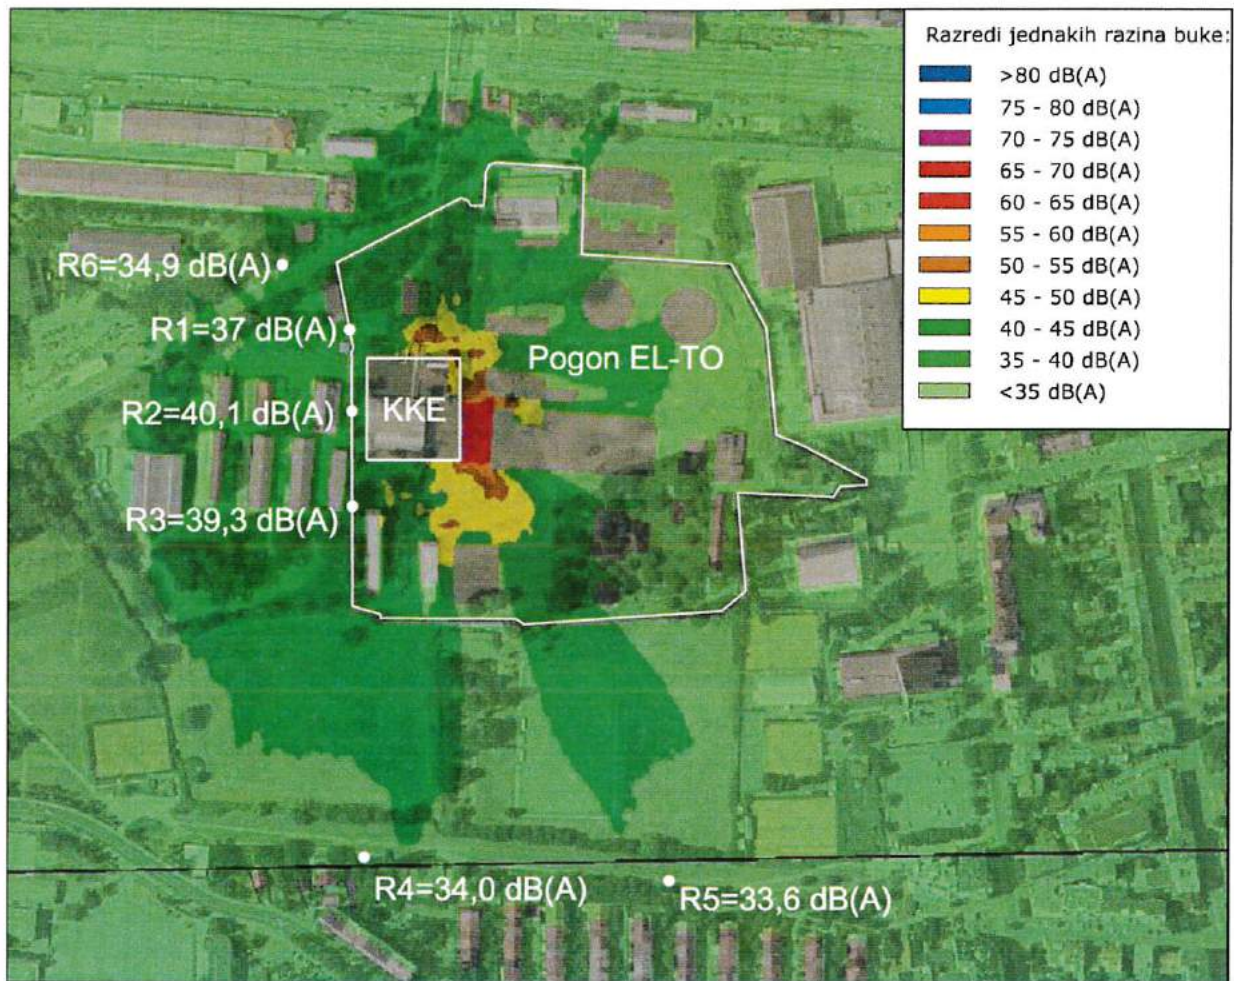 Razredi jednakih razina buke:
>80 dB(A)
75 - 80 dB(A)
70 - 75 dB(A)
65 - 70 dB(A)
60 - 65 dB(A)
55 - 60 dB(A)
50 - 55 dB(A)
45 - 50 dB(A)
40 - 45 dB(A)
35 - 40 dB(A)
<35 dB(A)
R6=34,9 dB(A)
R1=37 dB(A)
Pogon EL-TO
R2=40,1 dB(A)
KKE
R3=39,3 dB(A)
R4=34,0 dB(A)
R5=33,6 dB(A)